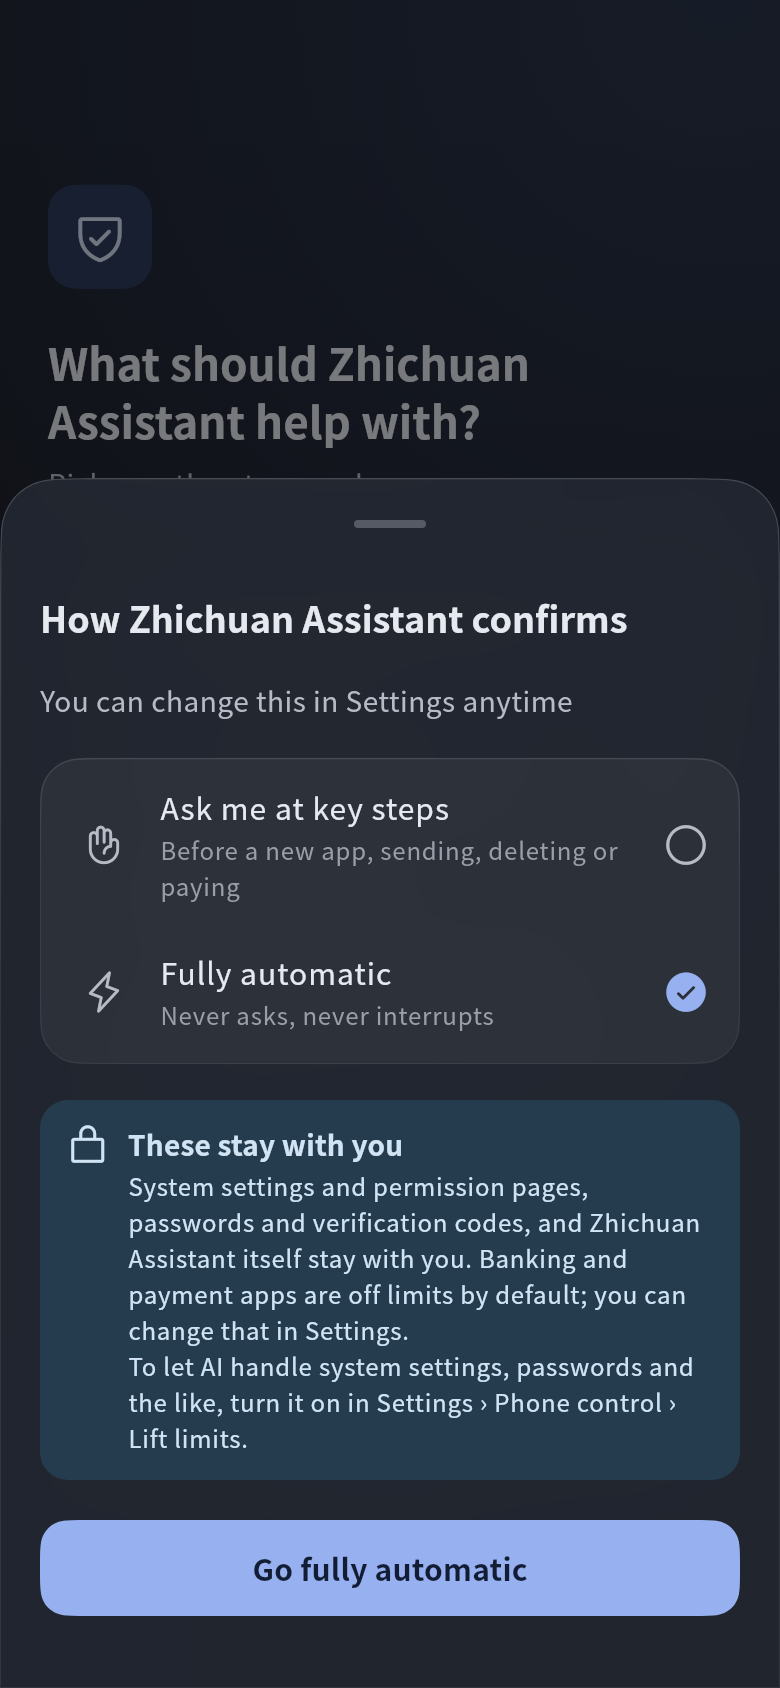 What should Zhichuan
Assistant help with?
How Zhichuan Assistant confirms
You can change this in Settings anytime
Ask me at key steps
Before a new app, sending, deleting or
paying
Fully automatic
Never asks, never interrupts
These stay with you
System settings and permission pages,
passwords and verification codes, and Zhichuan
Assistant itself stay with you. Banking and
payment apps are off limits by default; you can
change that in Settings.
To let AI handle system settings, passwords and
the like, turn it on in Settings › Phone control ›
Lift limits.
Go fully automatic